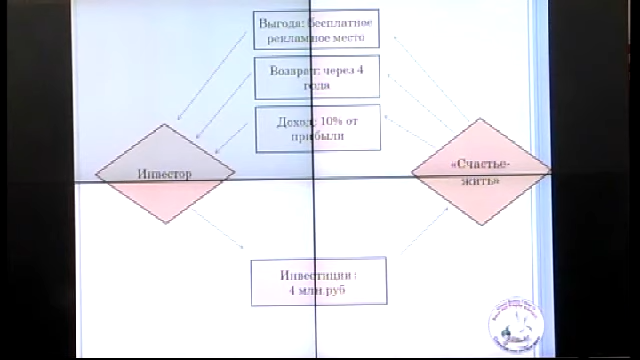 Выгода: бесплатное
рекламное место
Возврат: через 4
года
Доход: 10% от
прибыли
Инвестор
«Счастье-
жить»
Инвестиции:
4 млн руб